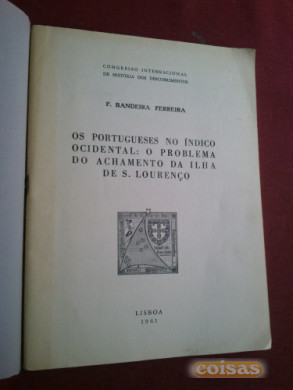 CONGRESSO INTERNACIONAL
DE HISTÓRIA DOS DESCOBRIMENTOS
F. BANDEIRA FERREIRA
OS PORTUGUESES NO ÍNDICO
OCIDENTAL: O PROBLEMA
DO ACHAMENTO DA ILHA
DE S. LOURENÇO
LISBOA
1961
coisas